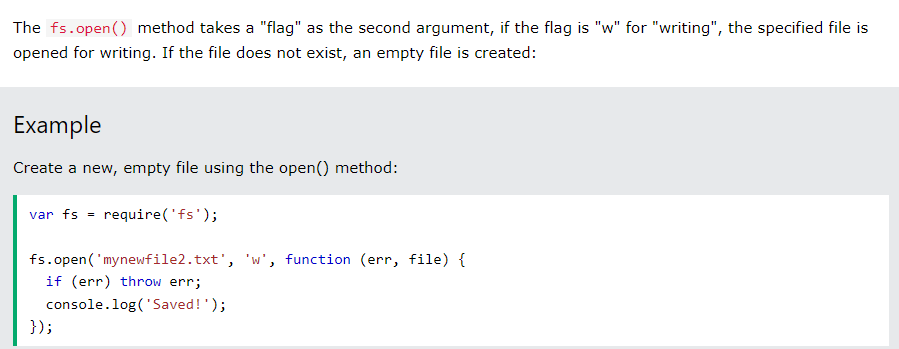 The fs.open() method takes a "flag" as the second argument, if the flag is "w" for "writing", the specified file is
opened for writing. If the file does not exist, an empty file is created:
Example
Create a new, empty file using the open() method:
var fs = require('fs');
fs.open('mynewfile2.txt', 'w', function (err, file) {
  if (err) throw err;
  console.log('Saved!');
});